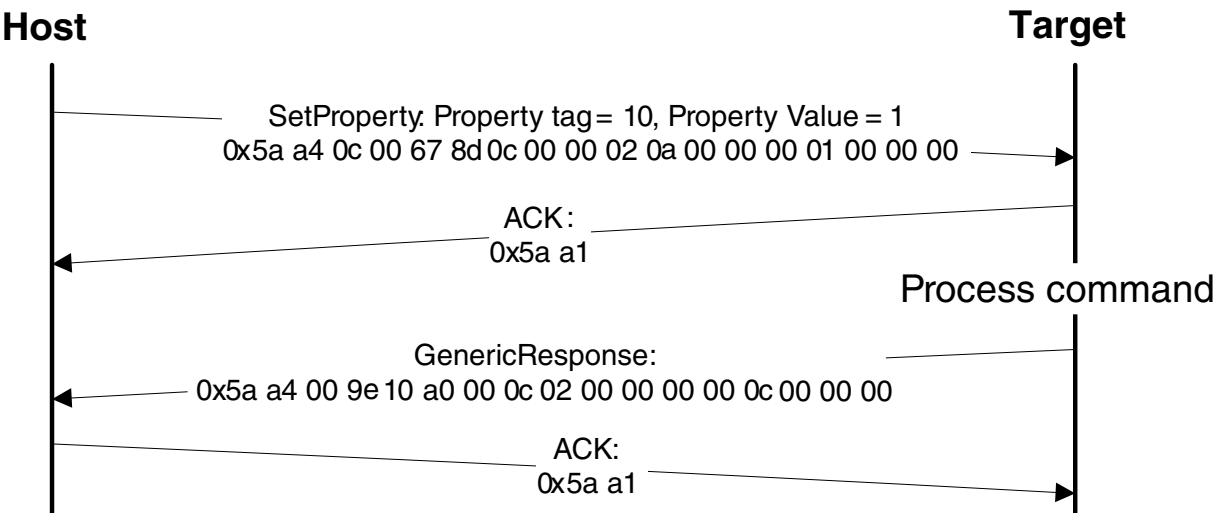 Host
Target
SetProperty: Property tag = 10, Property Value = 1
0x5a a4 0c 00 67 8d 0c 00 00 02 0a 00 00 00 01 00 00 00
ACK:
0x5a a1
Process command
GenericResponse:
0x5a a4 00 9e 10 a0 00 0c 02 00 00 00 00 0c 00 00 00
ACK:
0x5a a1